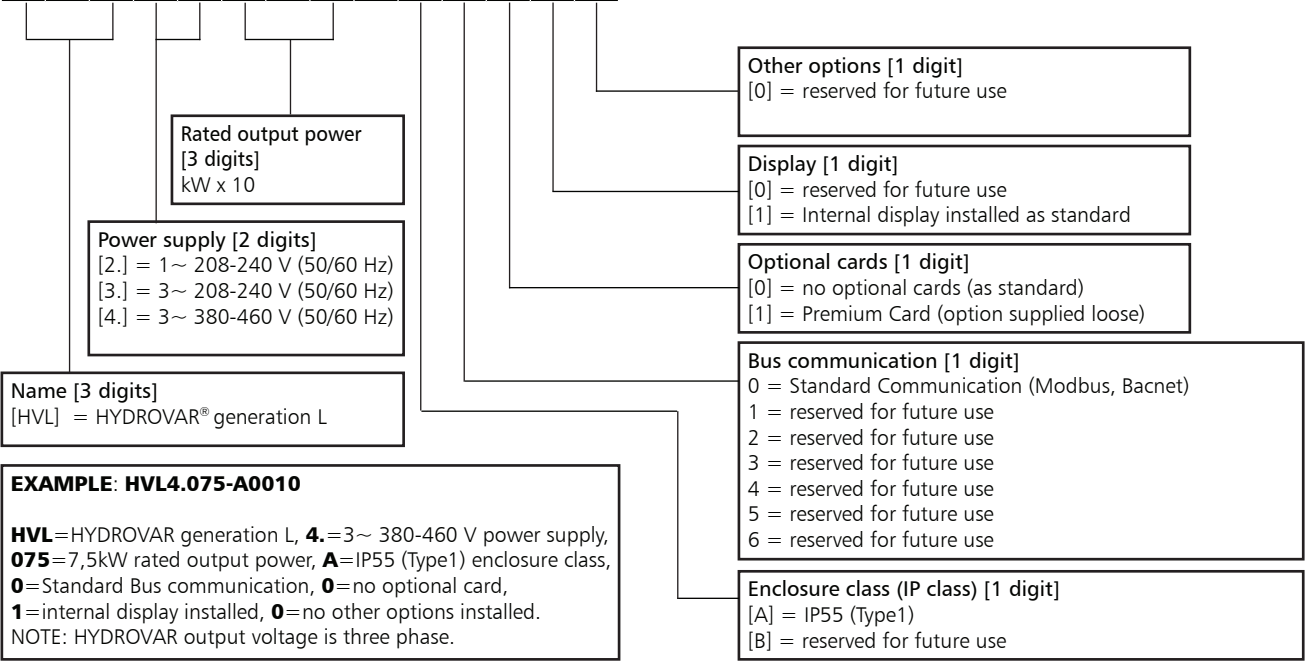 Other options [1 digit]
[0] = reserved for future use
Rated output power
[3 digits]
kW x 10
Display [1 digit]
[0] = reserved for future use
[1] = Internal display installed as standard
Power supply [2 digits]
[2.] = 1~ 208-240 V (50/60 Hz)
[3.] = 3~ 208-240 V (50/60 Hz)
[4.] = 3~ 380-460 V (50/60 Hz)
Optional cards [1 digit]
[0] = no optional cards (as standard)
[1] = Premium Card (option supplied loose)
Name [3 digits]
[HVL] = HYDROVAR® generation L
Bus communication [1 digit]
0 = Standard Communication (Modbus, Bacnet)
1 = reserved for future use
2 = reserved for future use
3 = reserved for future use
4 = reserved for future use
5 = reserved for future use
6 = reserved for future use
EXAMPLE: HVL4.075-A0010
HVL=HYDROVAR generation L, 4.=3~ 380-460 V power supply,
075=7,5kW rated output power, A=IP55 (Type1) enclosure class,
0=Standard Bus communication, 0=no optional card,
1=internal display installed, 0=no other options installed.
NOTE: HYDROVAR output voltage is three phase.
Enclosure class (IP class) [1 digit]
[A] = IP55 (Type1)
[B] = reserved for future use